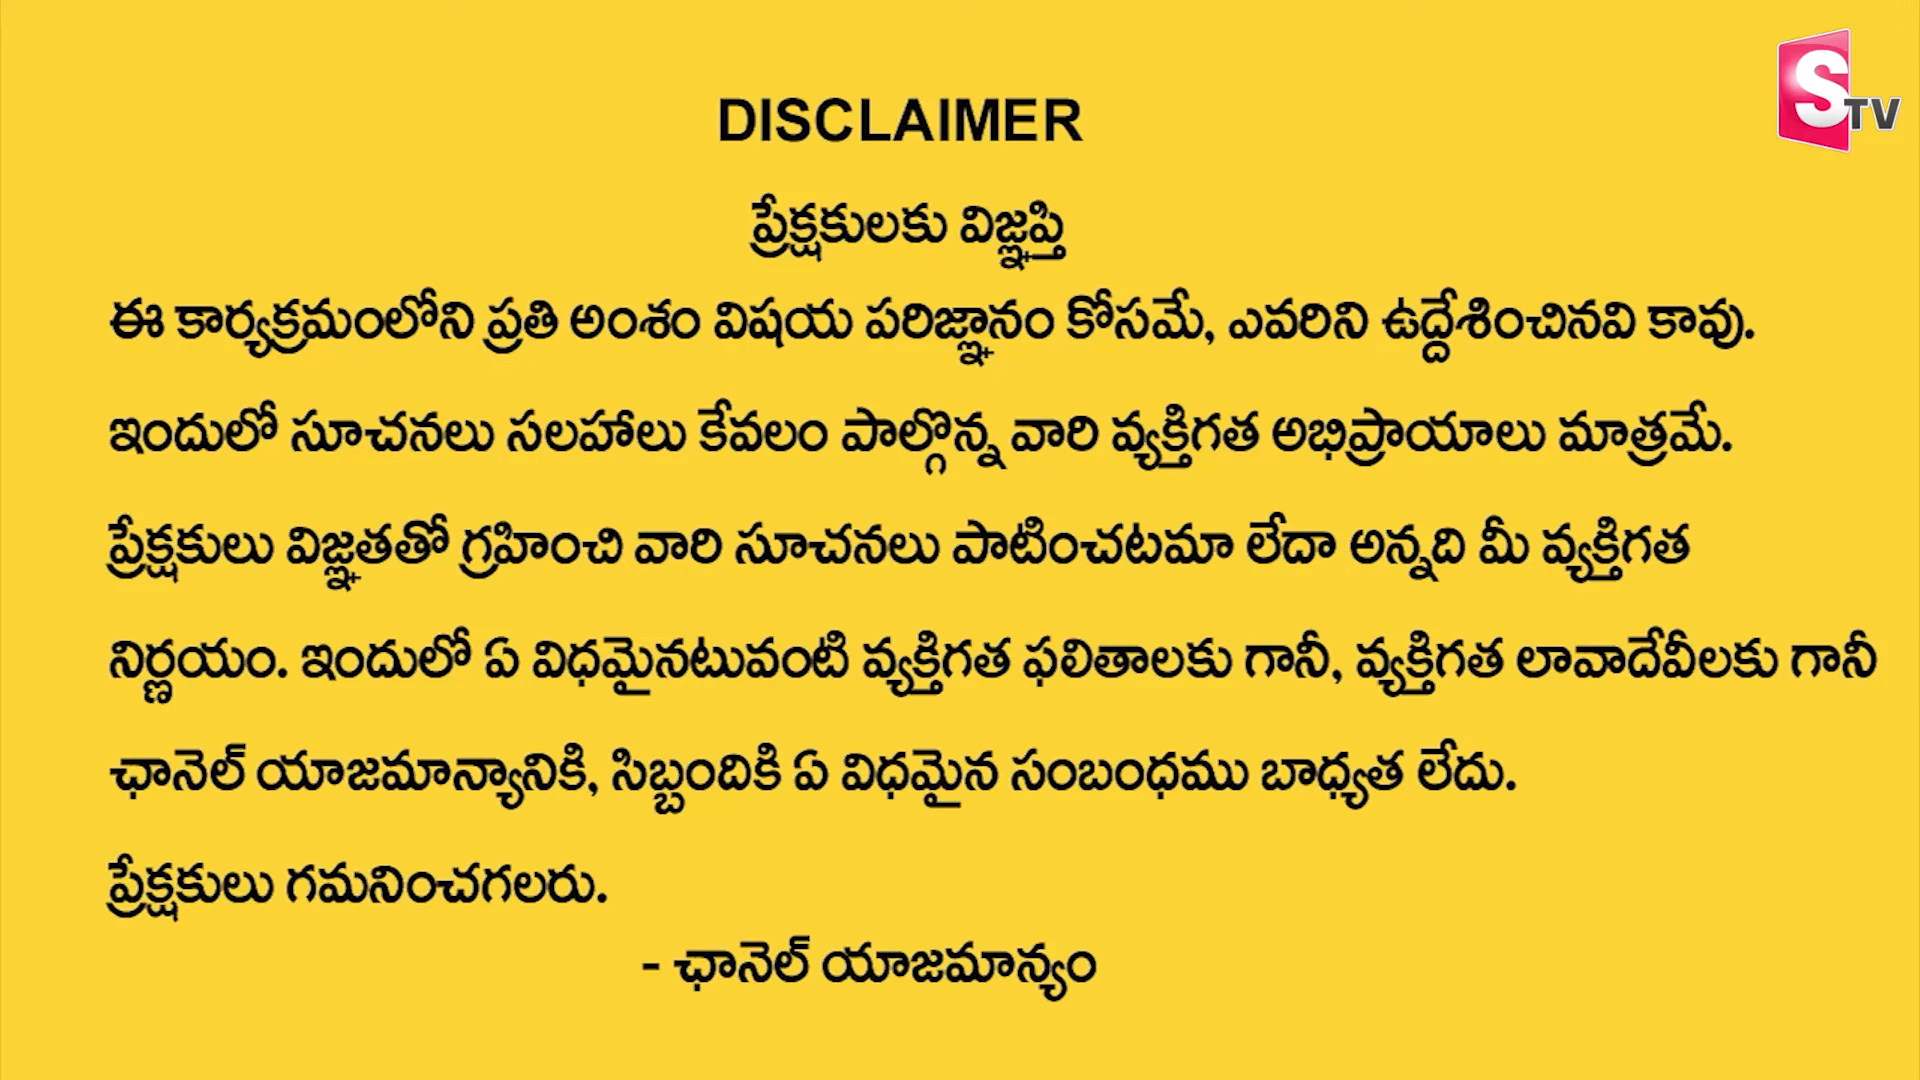 S TV
DISCLAIMER
ప్రేక్షకులకు విజ్ఞప్తి
ఈ కార్యక్రమంలోని ప్రతి అంశం విషయ పరిజ్ఞానం కోసమే, ఎవరిని ఉద్దేశించినవి కావు.
ఇందులో సూచనలు సలహాలు కేవలం పాల్గొన్న వారి వ్యక్తిగత అభిప్రాయాలు మాత్రమే.
ప్రేక్షకులు విజ్ఞతతో గ్రహించి వారి సూచనలు పాటించటమా లేదా అన్నది మీ వ్యక్తిగత
నిర్ణయం. ఇందులో ఏ విధమైనటువంటి వ్యక్తిగత ఫలితాలకు గానీ, వ్యక్తిగత లావాదేవీలకు గానీ
ఛానెల్ యాజమాన్యానికి, సిబ్బందికి ఏ విధమైన సంబంధము బాధ్యత లేదు.
ప్రేక్షకులు గమనించగలరు.
- ఛానెల్ యాజమాన్యం